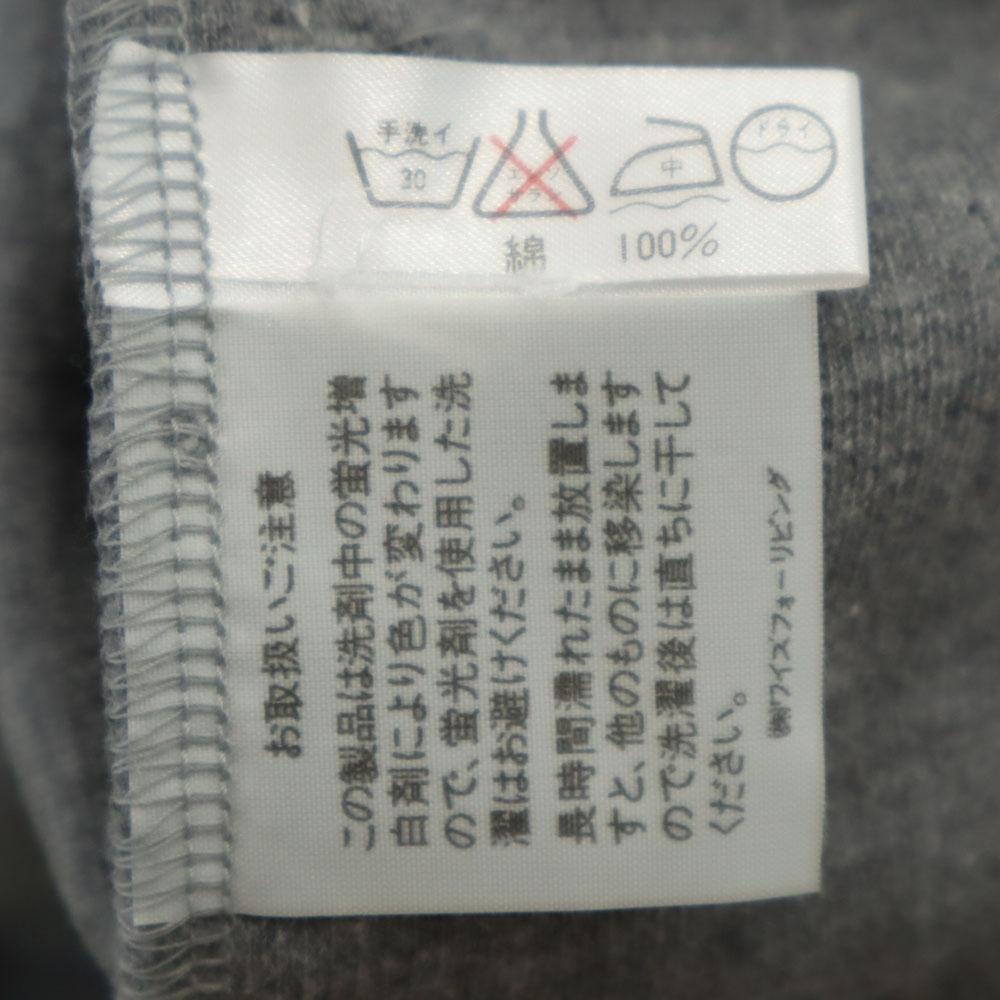 手洗イ
30
中
ドライ
綿 100%
お取扱いご注意
この製品は洗剤中の蛍光増
白剤により色が変わります
ので、蛍光剤を使用した洗
濯はお避けください。
長時間濡れたまま放置しま
すと、他のものに移染します
ので洗濯後は直ちに干して
ください。
㈱ワイズフォーリビング